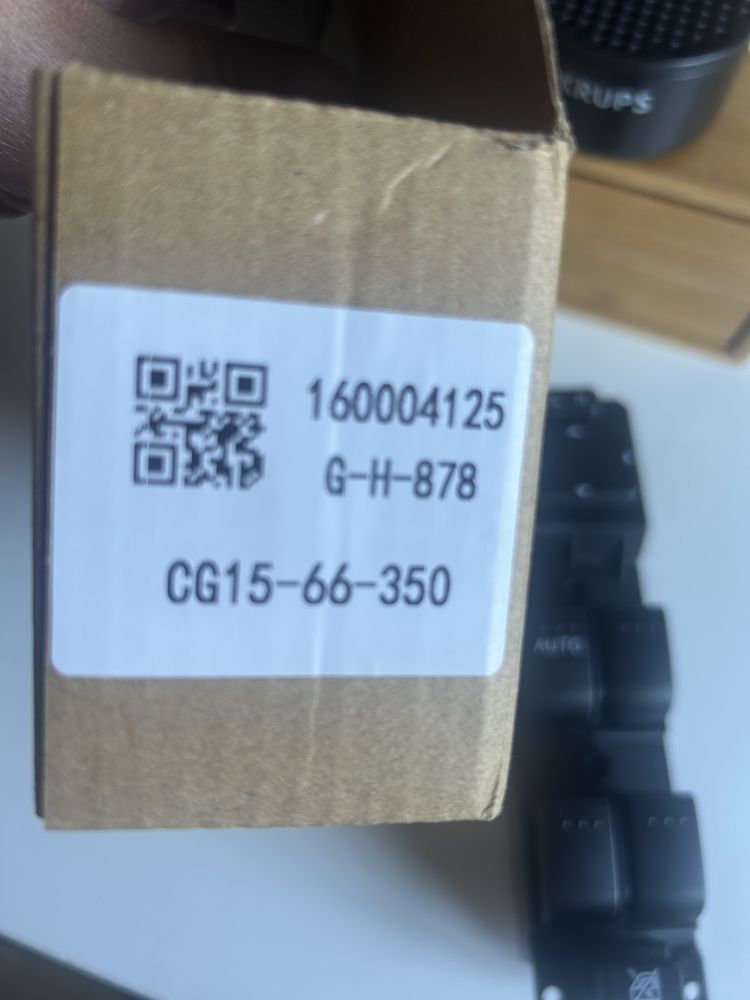 KRUPS
160004125
G-H-878
CG15-66-350
AUTO